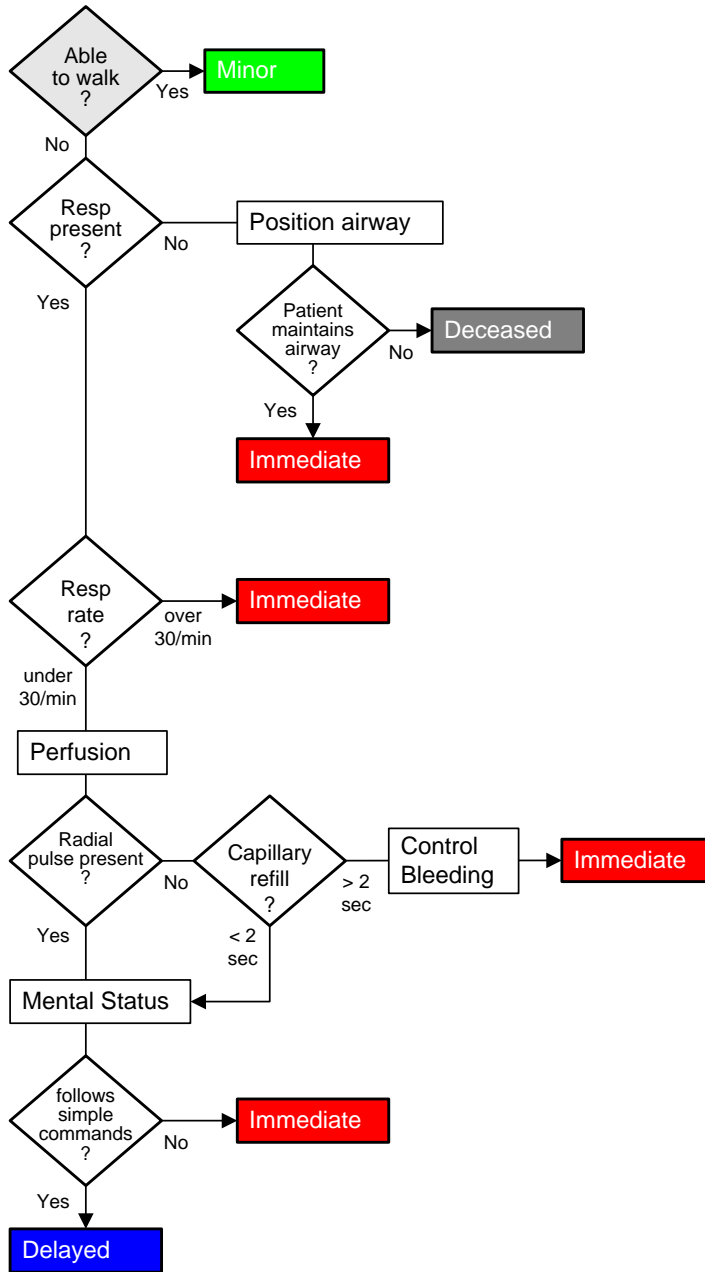 Able
to walk
?
Yes
Minor
No
Resp
present
?
No
Position airway
Yes
Patient
maintains
airway
?
No
Deceased
Yes
Immediate
Resp
rate
?
over
30/min
Immediate
under
30/min
Perfusion
Radial
pulse present
?
No
Capillary
refill
?
> 2
sec
Control
Bleeding
Immediate
Yes
< 2
sec
Mental Status
follows
simple
commands
?
No
Immediate
Yes
Delayed